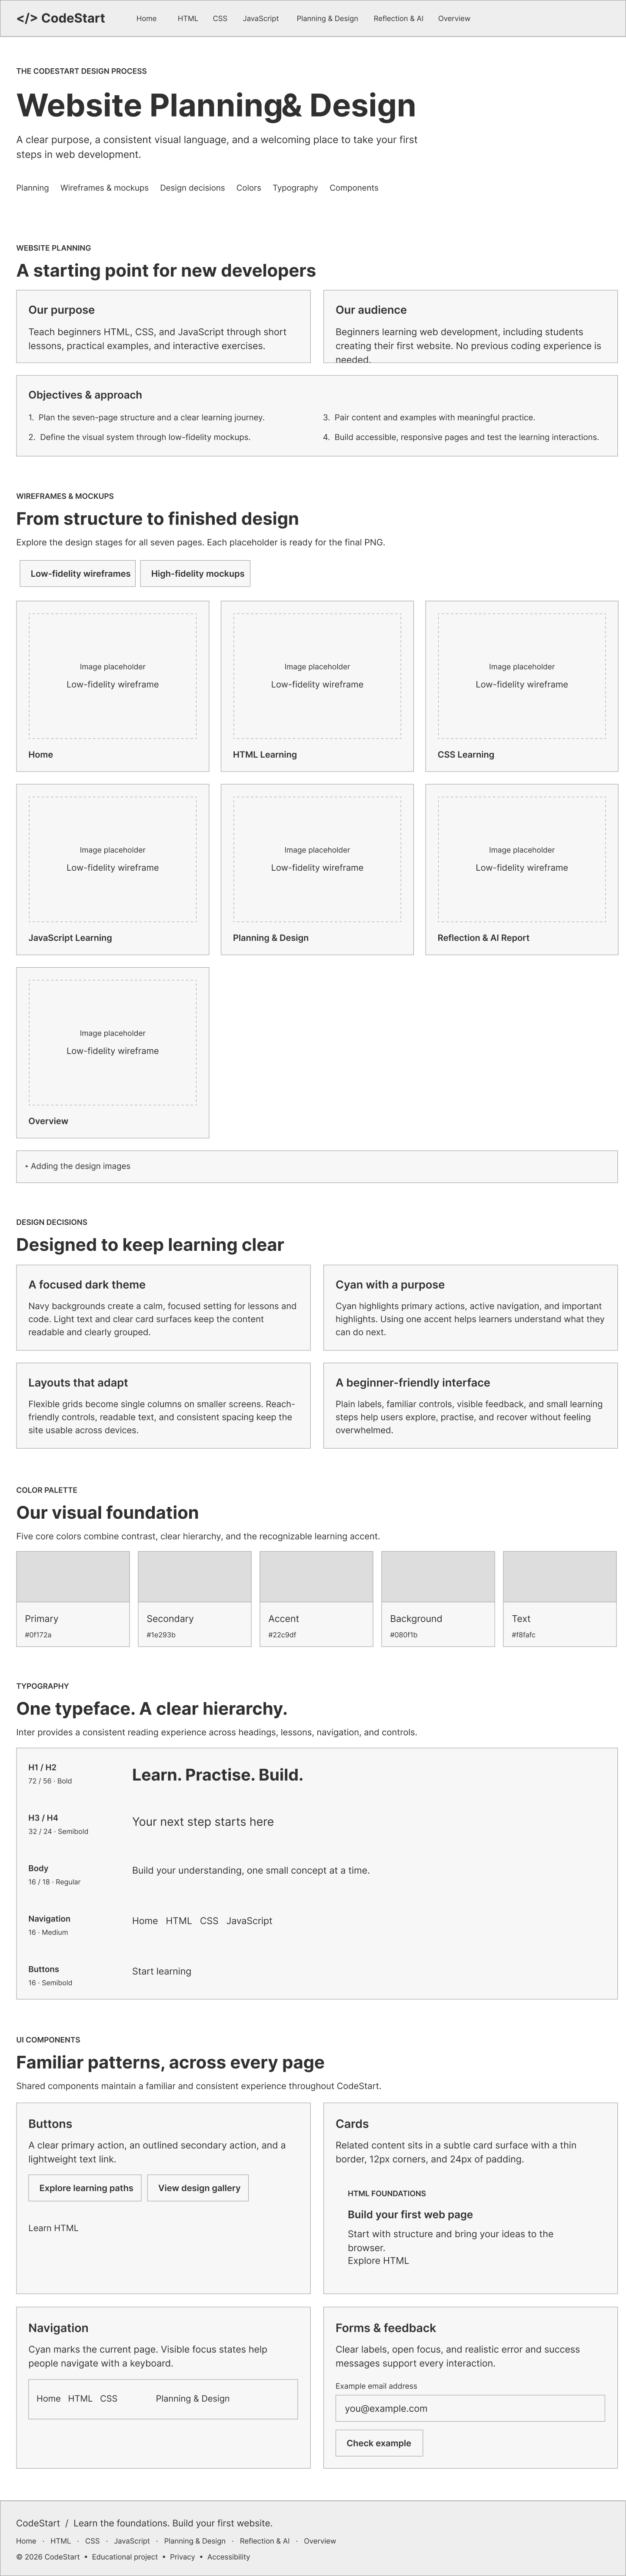 </> CodeStart Home HTML CSS JavaScript Planning & Design Reflection & AI Overview
THE CODESTART DESIGN PROCESS
Website Planning& Design
A clear purpose, a consistent visual language, and a welcoming place to take your first
steps in web development.
Planning Wireframes & mockups Design decisions Colors Typography Components
WEBSITE PLANNING
A starting point for new developers
Our purpose
Teach beginners HTML, CSS, and JavaScript through short
lessons, practical examples, and interactive exercises.
Our audience
Beginners learning web development, including students
creating their first website. No previous coding experience is
needed.
Objectives & approach
1. Plan the seven-page structure and a clear learning journey.
2. Define the visual system through low-fidelity mockups.
3. Pair content and examples with meaningful practice.
4. Build accessible, responsive pages and test the learning interactions.
WIREFRAMES & MOCKUPS
From structure to finished design
Explore the design stages for all seven pages. Each placeholder is ready for the final PNG.
Low-fidelity wireframes High-fidelity mockups
Image placeholder
Low-fidelity wireframe
Home
Image placeholder
Low-fidelity wireframe
HTML Learning
Image placeholder
Low-fidelity wireframe
CSS Learning
Image placeholder
Low-fidelity wireframe
JavaScript Learning
Image placeholder
Low-fidelity wireframe
Planning & Design
Image placeholder
Low-fidelity wireframe
Reflection & AI Report
Image placeholder
Low-fidelity wireframe
Overview
‣ Adding the design images
DESIGN DECISIONS
Designed to keep learning clear
A focused dark theme
Navy backgrounds create a calm, focused setting for lessons and
code. Light text and clear card surfaces keep the content
readable and clearly grouped.
Cyan with a purpose
Cyan highlights primary actions, active navigation, and important
highlights. Using one accent helps learners understand what they
can do next.
Layouts that adapt
Flexible grids become single columns on smaller screens. Reach-
friendly controls, readable text, and consistent spacing keep the
site usable across devices.
A beginner-friendly interface
Plain labels, familiar controls, visible feedback, and small learning
steps help users explore, practise, and recover without feeling
overwhelmed.
COLOR PALETTE
Our visual foundation
Five core colors combine contrast, clear hierarchy, and the recognizable learning accent.
Primary
#0f172a
Secondary
#1e293b
Accent
#22c9df
Background
#080f1b
Text
#f8fafc
TYPOGRAPHY
One typeface. A clear hierarchy.
Inter provides a consistent reading experience across headings, lessons, navigation, and controls.
H1 / H2
72 / 56 · Bold
Learn. Practise. Build.
H3 / H4
32 / 24 · Semibold
Your next step starts here
Body
16 / 18 · Regular
Build your understanding, one small concept at a time.
Navigation
16 · Medium
Home HTML CSS JavaScript
Buttons
16 · Semibold
Start learning
UI COMPONENTS
Familiar patterns, across every page
Shared components maintain a familiar and consistent experience throughout CodeStart.
Buttons
A clear primary action, an outlined secondary action, and a
lightweight text link.
Explore learning paths View design gallery
Learn HTML
Cards
Related content sits in a subtle card surface with a thin
border, 12px corners, and 24px of padding.
HTML FOUNDATIONS
Build your first web page
Start with structure and bring your ideas to the
browser.
Explore HTML
Navigation
Cyan marks the current page. Visible focus states help
people navigate with a keyboard.
Home HTML CSS Planning & Design
Forms & feedback
Clear labels, open focus, and realistic error and success
messages support every interaction.
Example email address
you@example.com
Check example
CodeStart / Learn the foundations. Build your first website.
Home · HTML · CSS · JavaScript · Planning & Design · Reflection & AI · Overview
© 2026 CodeStart • Educational project • Privacy • Accessibility